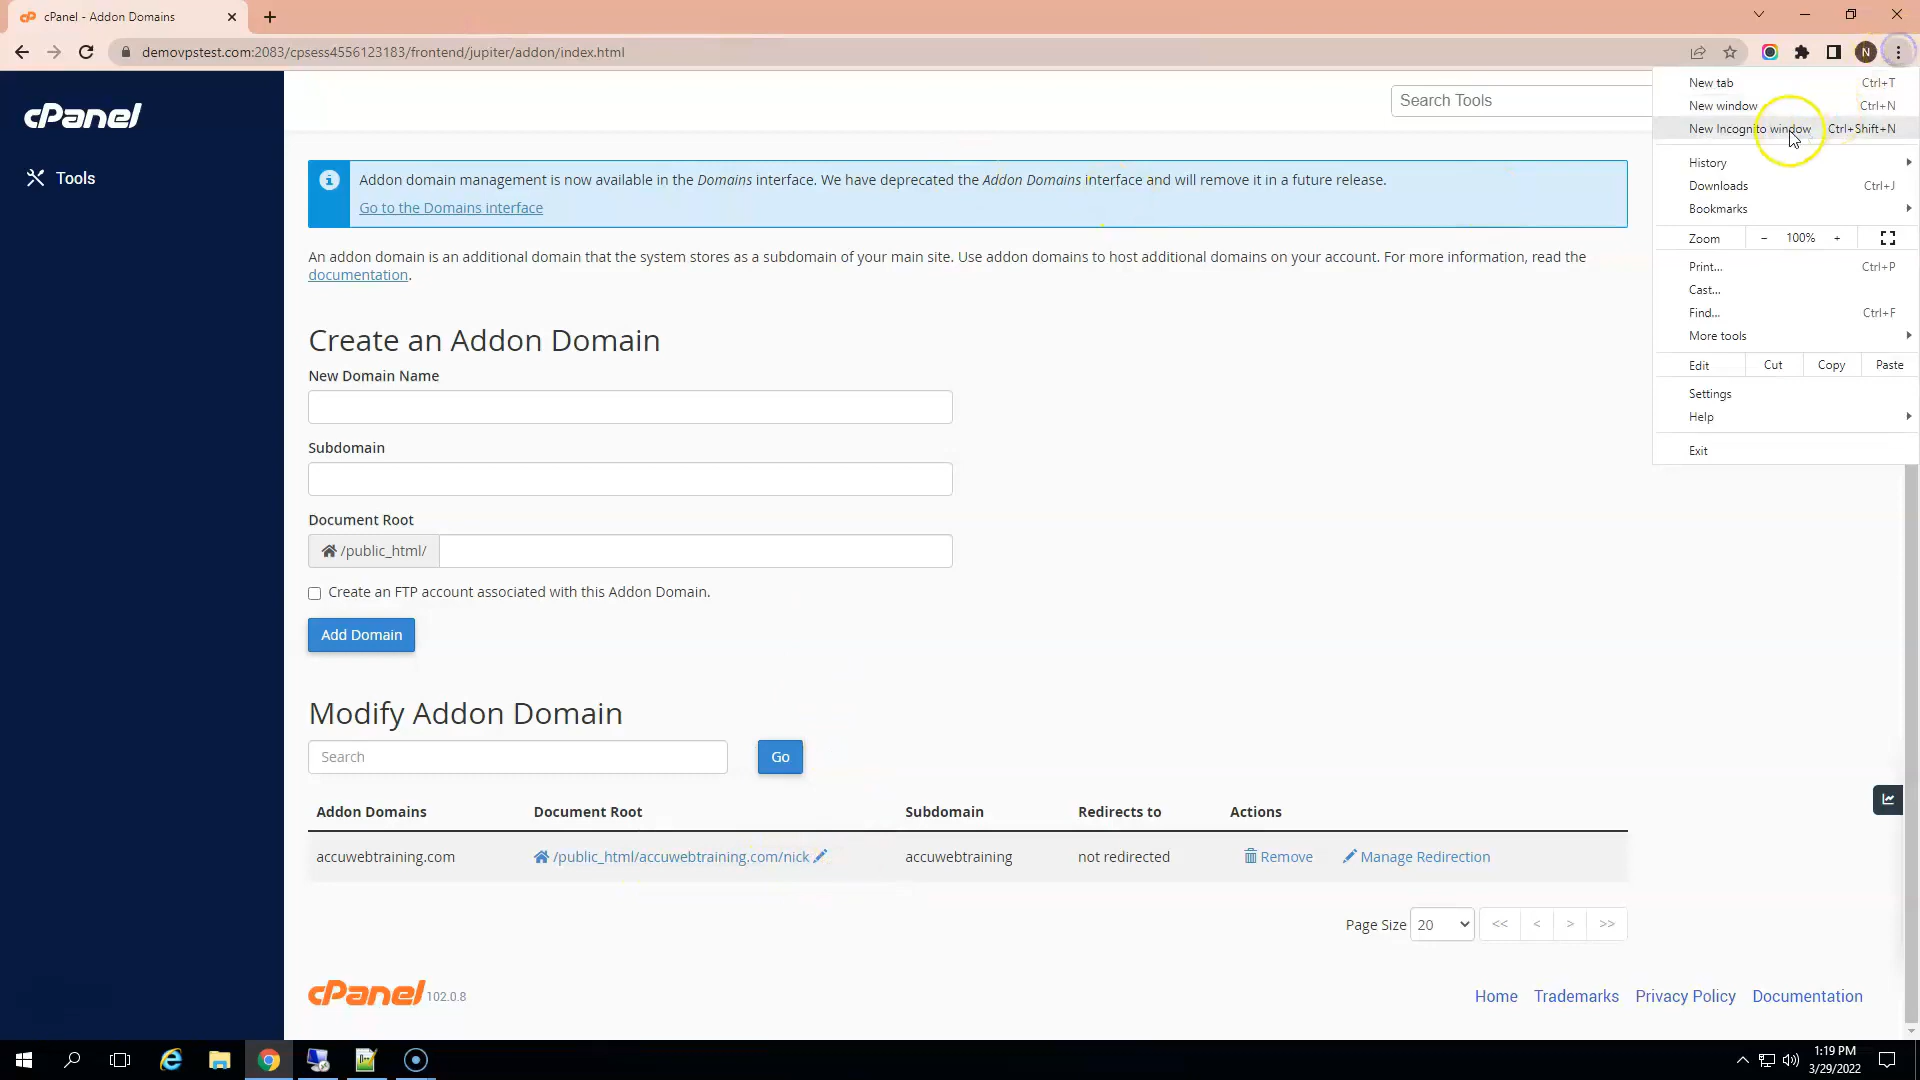 cPanel - Addon Domains
demovpstest.com:2083/cpsess4556123183/frontend/jupiter/addon/index.html
N
cPanel
Tools
Search Tools
Addon domain management is now available in the Domains interface. We have deprecated the Addon Domains interface and will remove it in a future release.
Go to the Domains interface
An addon domain is an additional domain that the system stores as a subdomain of your main site. Use addon domains to host additional domains on your account. For more information, read the
documentation.
Create an Addon Domain
New Domain Name
Subdomain
Document Root
/public_html/
Create an FTP account associated with this Addon Domain.
Add Domain
Modify Addon Domain
Search
Go
Addon Domains Document Root Subdomain Redirects to Actions
accuwebtraining.com /public_html/accuwebtraining.com/nick accuwebtraining not redirected Remove Manage Redirection
Page Size 20 << < > >>
cPanel 102.0.8
Home Trademarks Privacy Policy Documentation
New tab Ctrl+T
New window Ctrl+N
New Incognito window Ctrl+Shift+N
History
Downloads Ctrl+J
Bookmarks
Zoom - 100% +
Print... Ctrl+P
Cast...
Find... Ctrl+F
More tools
Edit Cut Copy Paste
Settings
Help
Exit
1:19 PM
3/29/2022